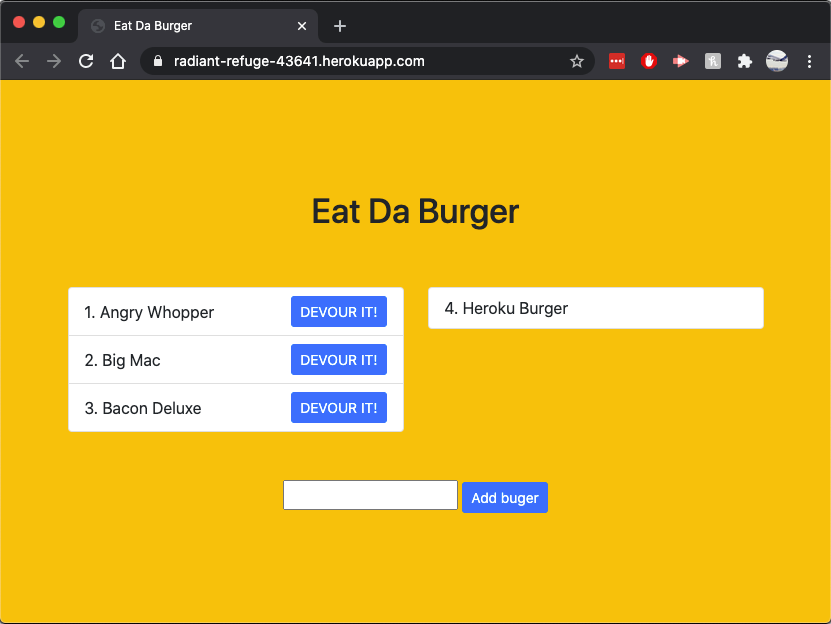 Eat Da Burger
radiant-refuge-43641.herokuapp.com
Eat Da Burger
1. Angry Whopper DEVOUR IT!
2. Big Mac DEVOUR IT!
3. Bacon Deluxe DEVOUR IT!
4. Heroku Burger
Add buger